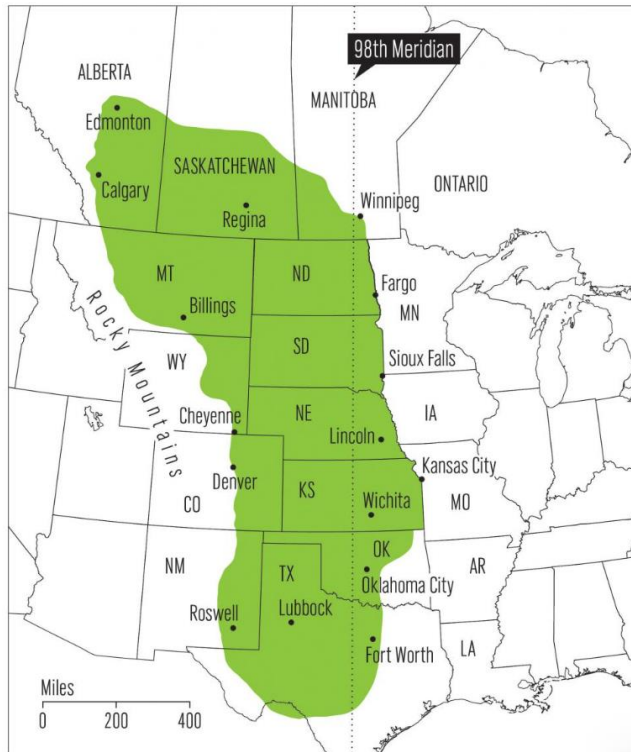 98th Meridian
ALBERTA
MANITOBA
Edmonton
SASKATCHEWAN
Calgary
ONTARIO
Regina
Winnipeg
MT
ND
Fargo
Billings
MN
Rocky Mountains
SD
WY
Sioux Falls
Cheyenne
NE
IA
Lincoln
Denver
Kansas City
KS
CO
Wichita
MO
OK
NM
TX
AR
Oklahoma City
Roswell
Lubbock
LA
Fort Worth
Miles
0 200 400